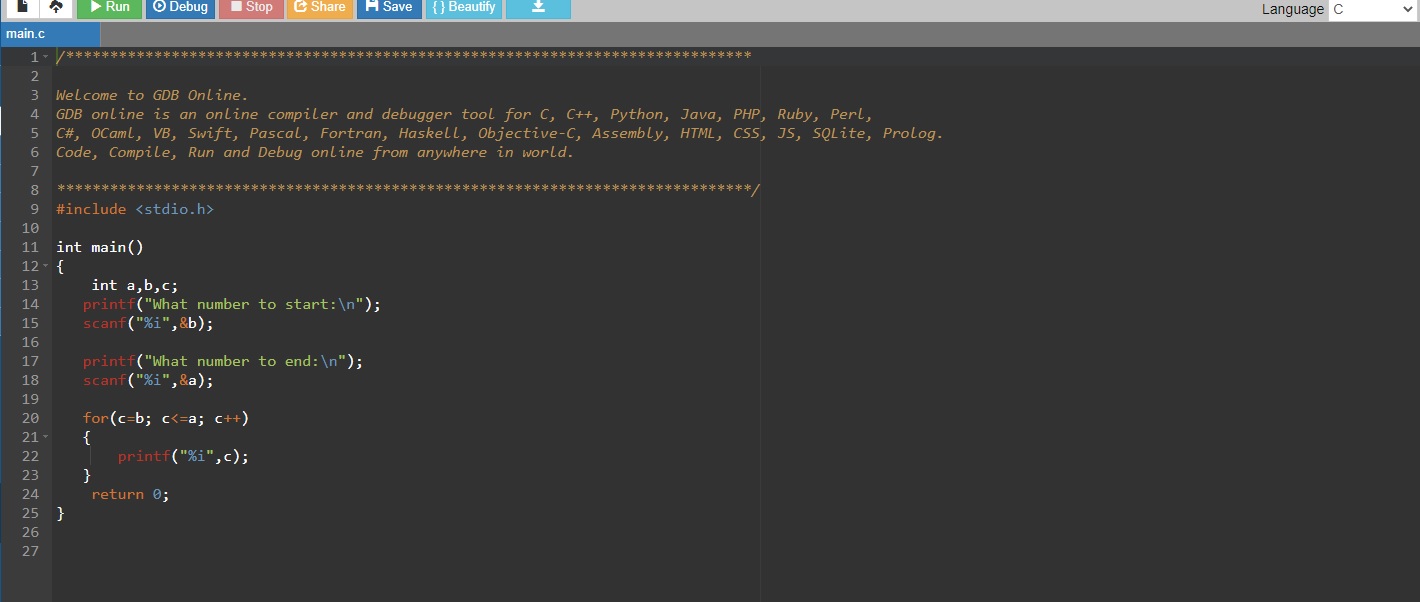 Run Debug Stop Share Save { } Beautify Language C
main.c
1 /******************************************************************************
2
3 Welcome to GDB Online.
4 GDB online is an online compiler and debugger tool for C, C++, Python, Java, PHP, Ruby, Perl,
5 C#, OCaml, VB, Swift, Pascal, Fortran, Haskell, Objective-C, Assembly, HTML, CSS, JS, SQLite, Prolog.
6 Code, Compile, Run and Debug online from anywhere in world.
7
8 *******************************************************************************/
9 #include <stdio.h>
10
11 int main()
12 {
13     int a,b,c;
14    printf("What number to start:\n");
15    scanf("%i",&b);
16
17    printf("What number to end:\n");
18    scanf("%i",&a);
19
20    for(c=b; c<=a; c++)
21    {
22        printf("%i",c);
23    }
24     return 0;
25 }
26
27